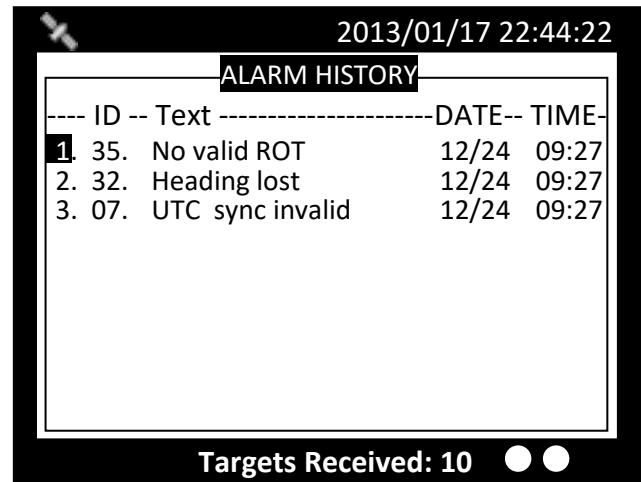 2013/01/17 22:44:22
ALARM HISTORY
---- ID -- Text ----------------------DATE-- TIME-
1. 35. No valid ROT 12/24 09:27
2. 32. Heading lost 12/24 09:27
3. 07. UTC sync invalid 12/24 09:27
Targets Received: 10